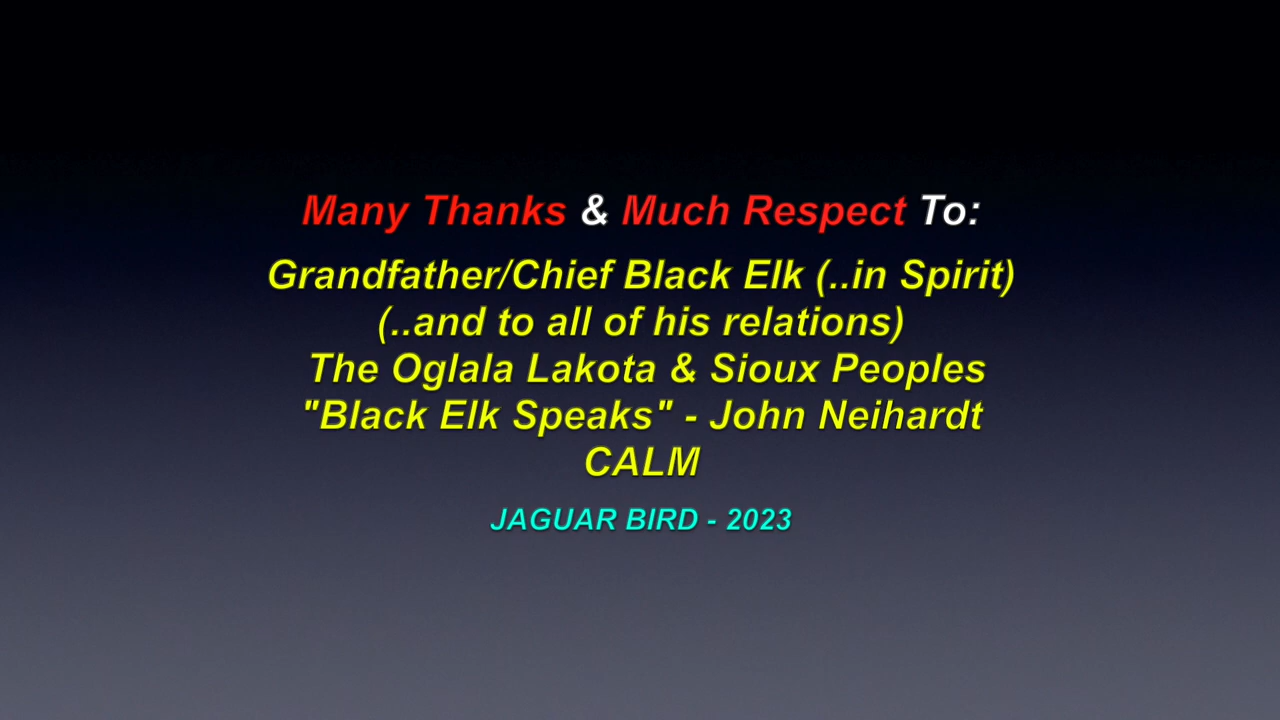 Many Thanks & Much Respect To:
Grandfather/Chief Black Elk (..in Spirit)
(..and to all of his relations)
The Oglala Lakota & Sioux Peoples
"Black Elk Speaks" - John Neihardt
CALM
JAGUAR BIRD - 2023